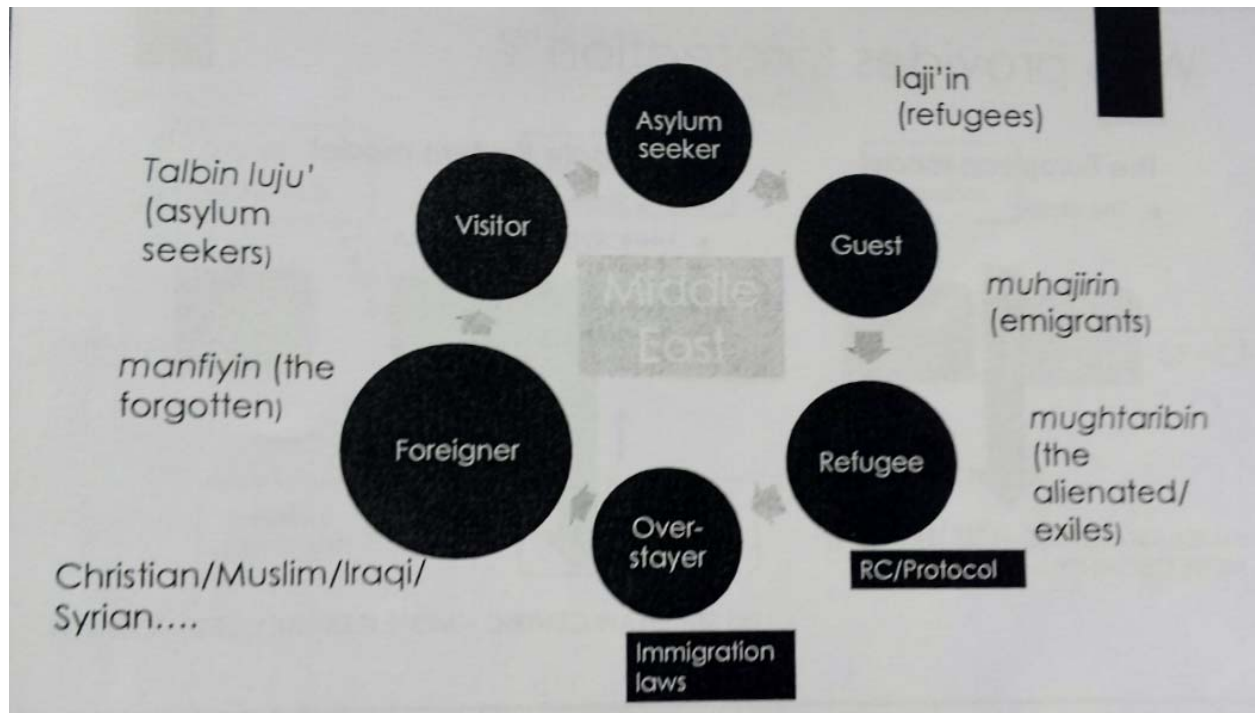 Asylum
seeker
laji'in
(refugees)
Talbin luju'
(asylum
seekers)
Visitor
Guest
Middle
East
muhajirin
(emigrants)
manfiyin (the
forgotten)
Foreigner
Refugee
mughtaribin
(the
alienated/
exiles)
Over-
stayer
RC/Protocol
Christian/Muslim/Iraqi/
Syrian....
Immigration
laws